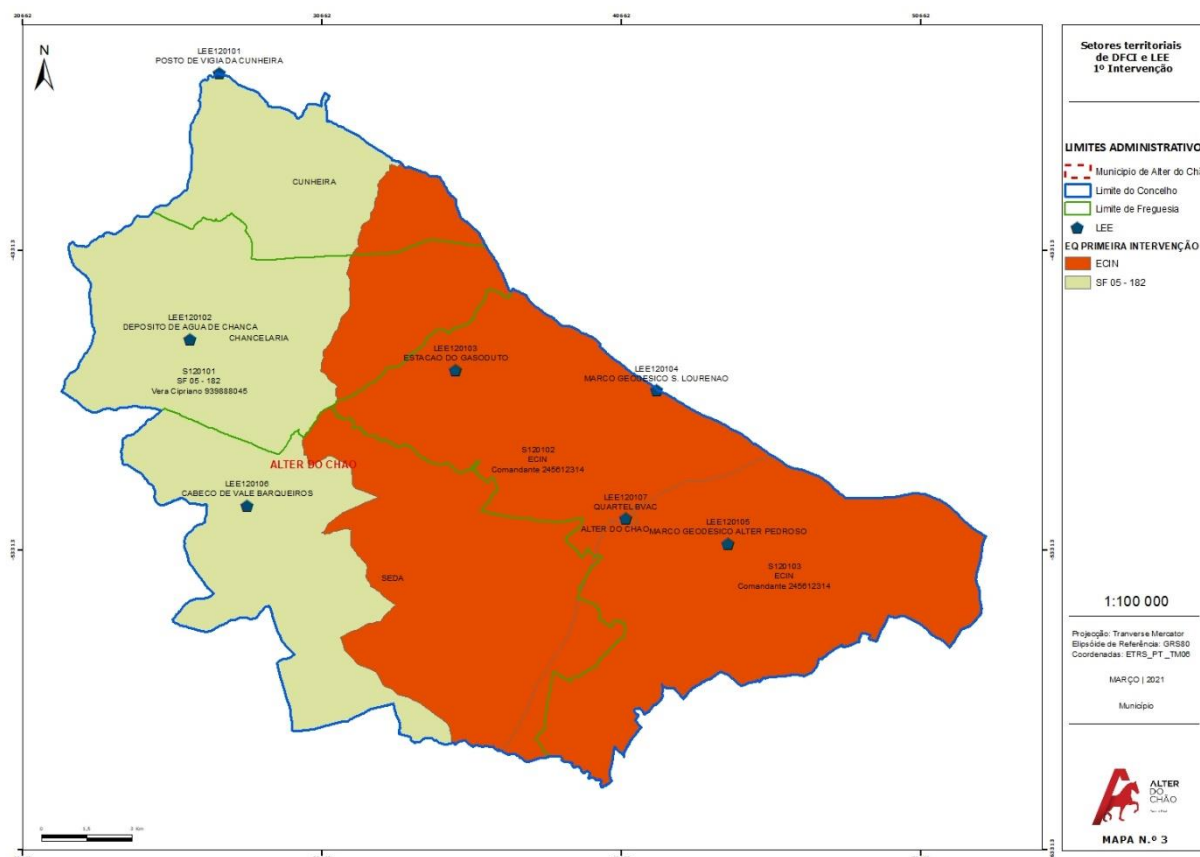 N
LEE120101
POSTO DE VIGIA DA CUNHEIRA
CUNHEIRA
LEE120102
DEPOSITO DE AGUA DE CHANCA
CHANCELARIA
S120101
SF 05 - 182
Vera Cipriano 939888045
LEE120103
ESTACAO DO GASODUTO
LEE120104
MARCO GEODESICO S. LOURENAO
ALTER DO CHAO
LEE120106
CABECO DE VALE BARQUEIROS
S120102
ECIN
Comandante 245612314
LEE120107
QUARTEL BVAC
ALTER DO CHAO
LEE120105
MARCO GEODESICO ALTER PEDROSO
S120103
ECIN
Comandante 245612314
SEDA
Setores territoriais
de DFCI e LEE
1º Intervenção
LIMITES ADMINISTRATIVO
Município de Alter do Ch
Limite do Concelho
Limite de Freguesia
LEE
EQ PRIMEIRA INTERVENÇÃO
ECIN
SF 05 - 182
1:100 000
Projecção: Tranverse Mercator
Elipsóide de Referência: GRS80
Coordenadas: ETRS_PT_TM06
MARÇO | 2021
Município
ALTER
DO
CHÃO
MAPA N.º 3